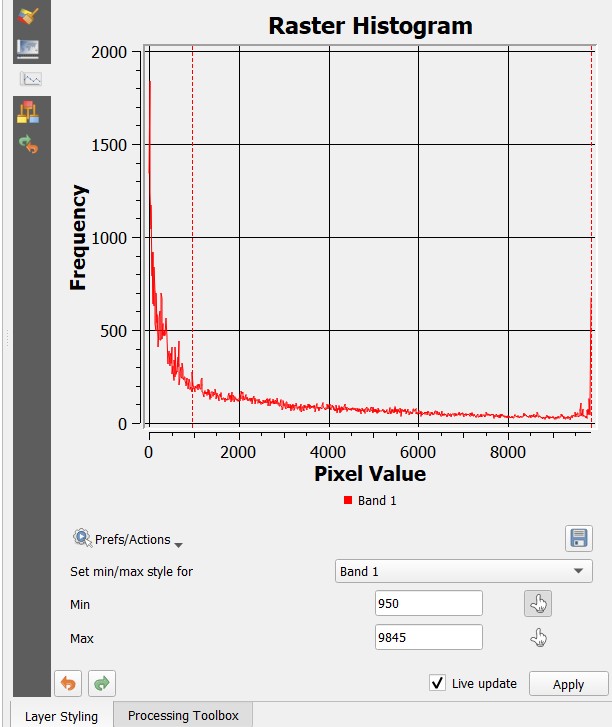 Raster Histogram
2000
1500
1000
500
0
Frequency
0 2000 4000 6000 8000
Pixel Value
Band 1
Prefs/Actions
Set min/max style for Band 1
Min 950
Max 9845
Live update Apply
Layer Styling Processing Toolbox